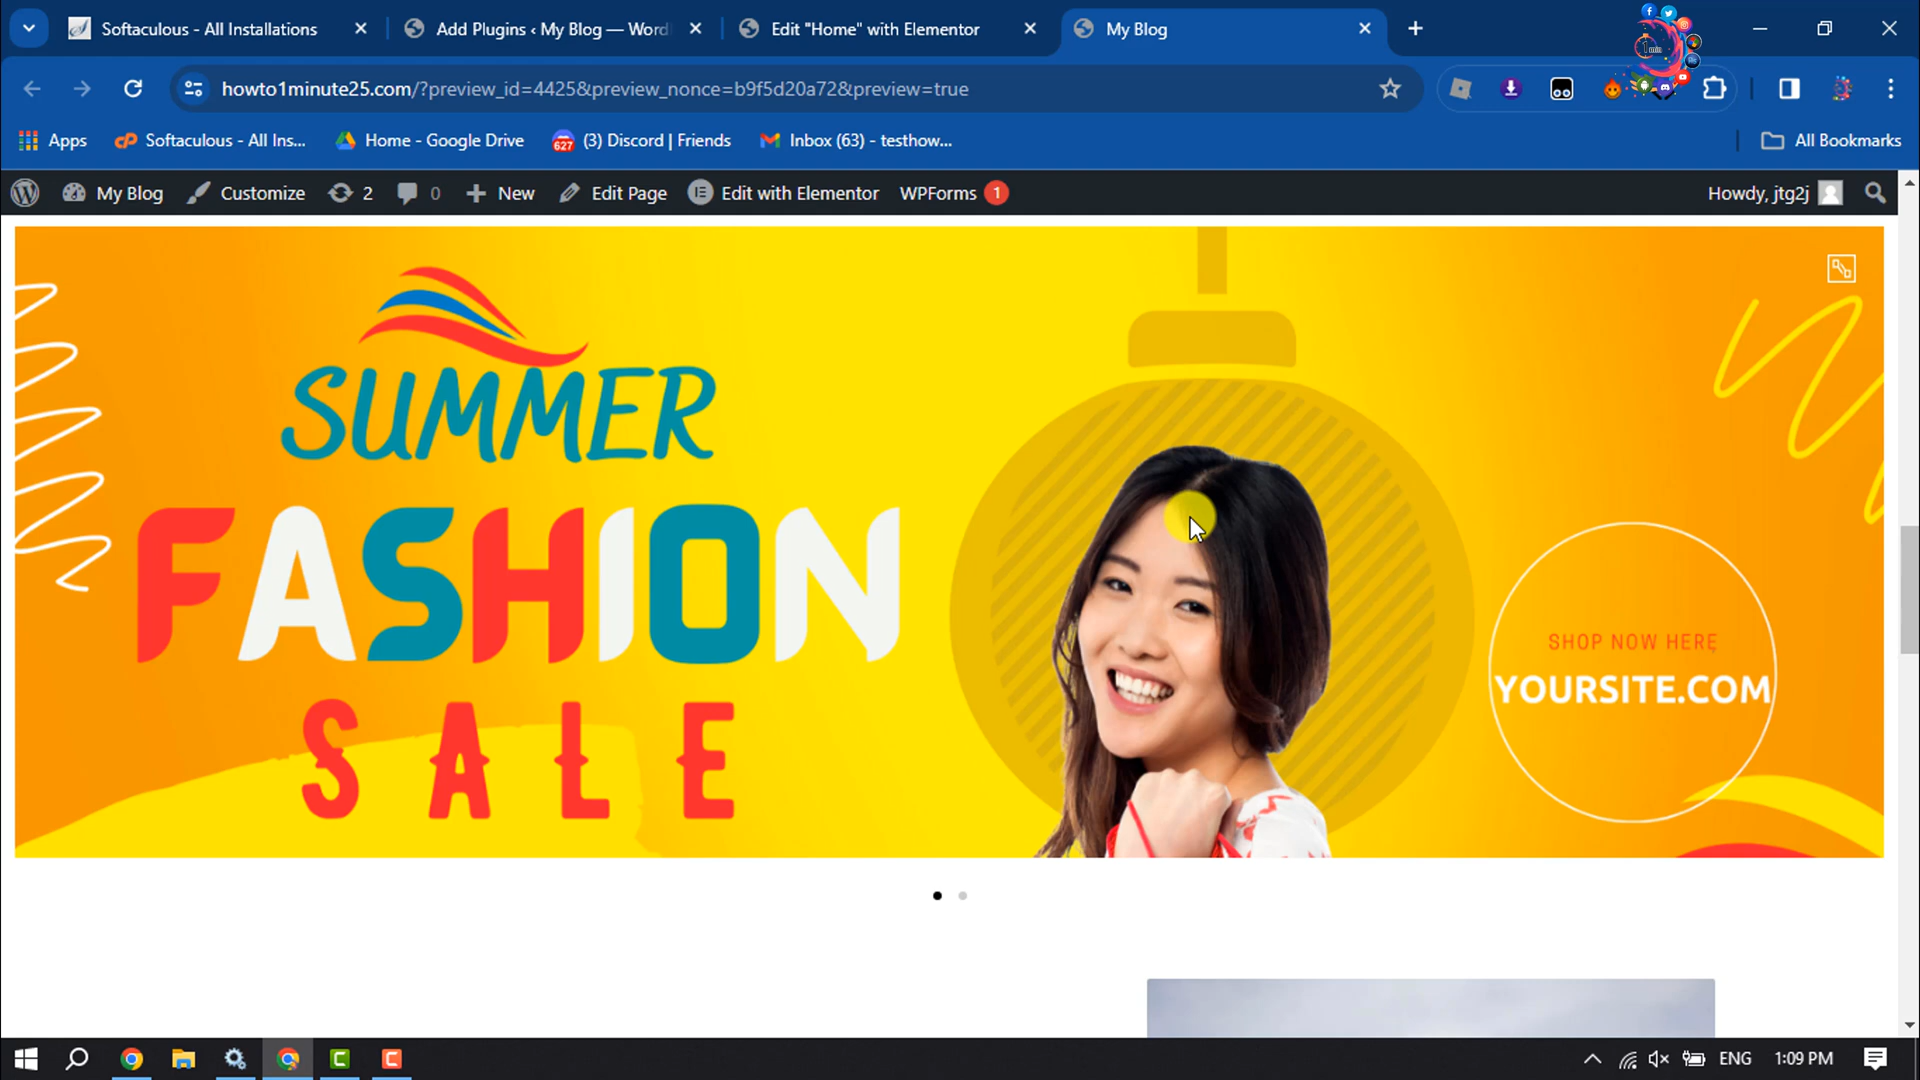 Softaculous - All Installations
Add Plugins ‹ My Blog — Word
Edit "Home" with Elementor
My Blog
1 min
howto1minute25.com/?preview_id=4425&preview_nonce=b9f5d20a72&preview=true
Apps
Softaculous - All Ins...
Home - Google Drive
627
(3) Discord | Friends
Inbox (63) - testhow...
All Bookmarks
My Blog
Customize
2
0
New
Edit Page
Edit with Elementor
WPForms 1
Howdy, jtg2j
SUMMER
FASHION
SALE
SHOP NOW HERE
YOURSITE.COM
ENG
1:09 PM